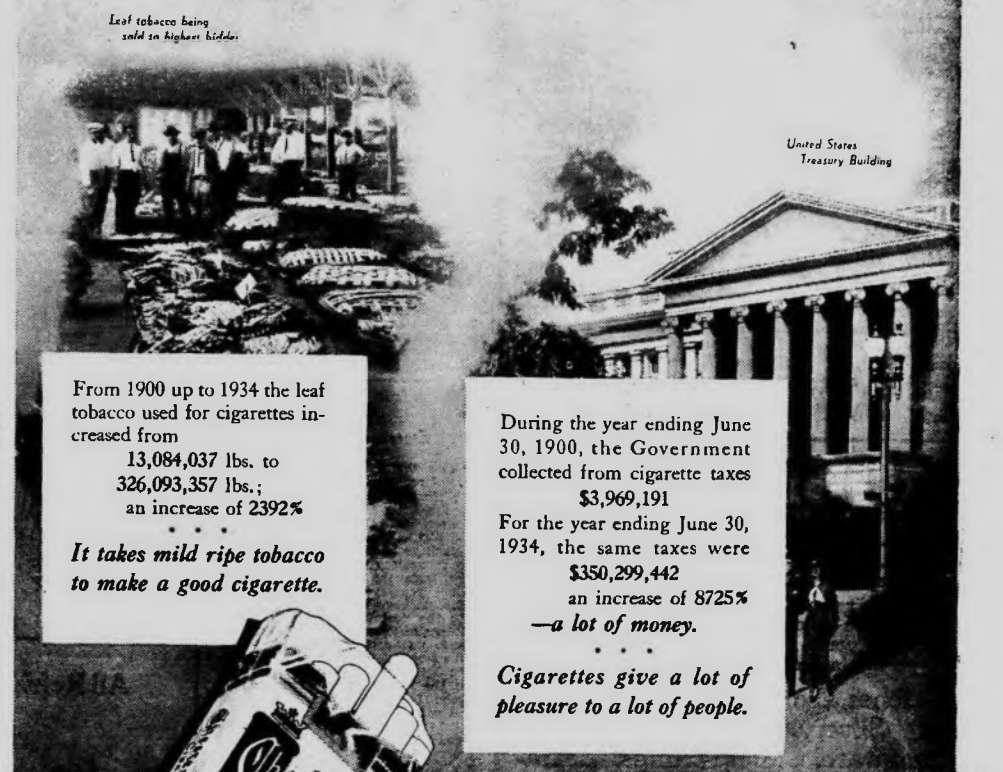 Leaf tobacco being
sold to highest bidder
United States
Treasury Building
From 1900 up to 1934 the leaf
tobacco used for cigarettes in-
creased from
13,084,037 lbs. to
326,093,357 lbs.;
an increase of 2392%
It takes mild ripe tobacco
to make a good cigarette.
During the year ending June
30, 1900, the Government
collected from cigarette taxes
$3,969,191
For the year ending June 30,
1934, the same taxes were
$350,299,442
an increase of 8725%
—a lot of money.
Cigarettes give a lot of
pleasure to a lot of people.